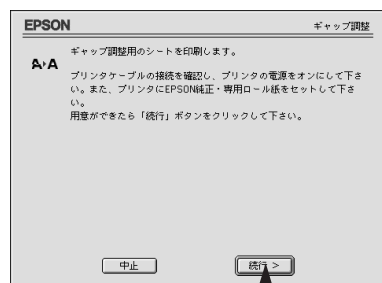 EPSON
ギャップ調整
A›A
ギャップ調整用のシートを印刷します。
プリンタケーブルの接続を確認し、プリンタの電源をオンにして下さ
い。また、プリンタにEPSON純正・専用ロール紙をセットして下さ
い。
用意ができたら「続行」ボタンをクリックして下さい。
中止
続行 >